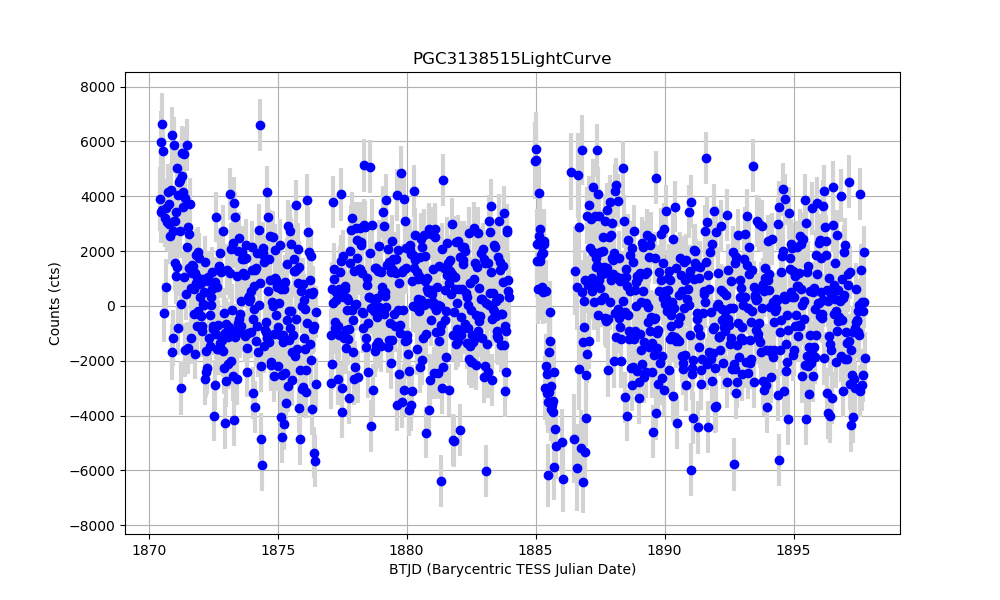 PGC3138515LightCurve
8000
6000
4000
2000
0
−2000
−4000
−6000
−8000
Counts (cts)
1870 1875 1880 1885 1890 1895
BTJD (Barycentric TESS Julian Date)